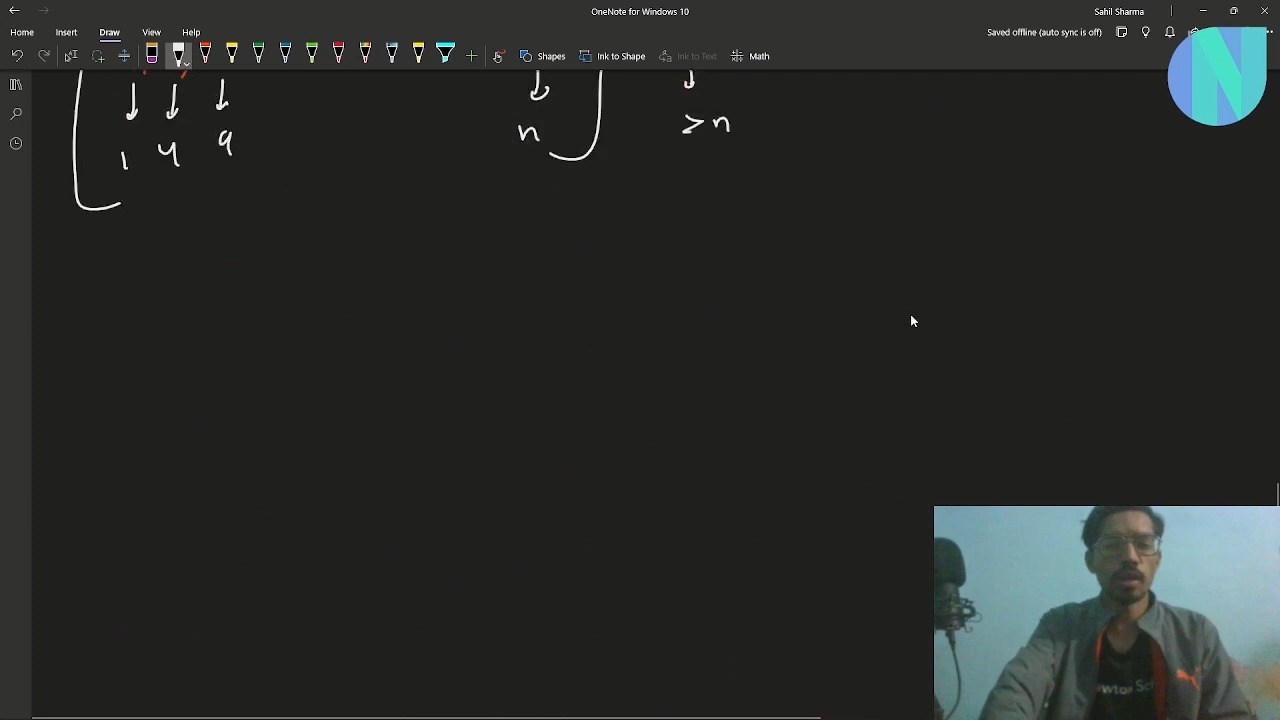 OneNote for Windows 10
Sahil Sharma
Home Insert Draw View Help
Saved offline (auto sync is off)
Shapes Ink to Shape Ink to Text Math
n > n
1 4 9
N